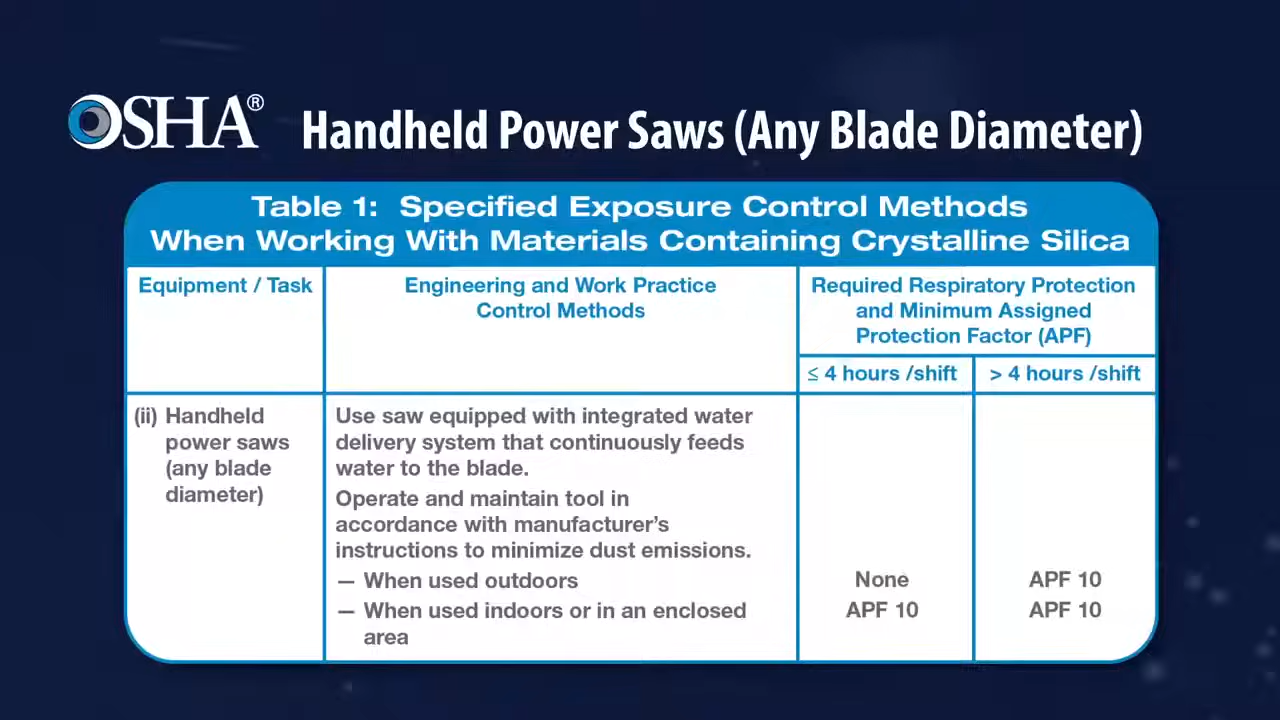 OSHA® Handheld Power Saws (Any Blade Diameter)
Table 1: Specified Exposure Control Methods
When Working With Materials Containing Crystalline Silica
Equipment / Task
Engineering and Work Practice
Control Methods
Required Respiratory Protection
and Minimum Assigned
Protection Factor (APF)
≤ 4 hours /shift
> 4 hours /shift
(ii) Handheld
power saws
(any blade
diameter)
Use saw equipped with integrated water
delivery system that continuously feeds
water to the blade.
Operate and maintain tool in
accordance with manufacturer's
instructions to minimize dust emissions.
— When used outdoors None APF 10
— When used indoors or in an enclosed APF 10 APF 10
area